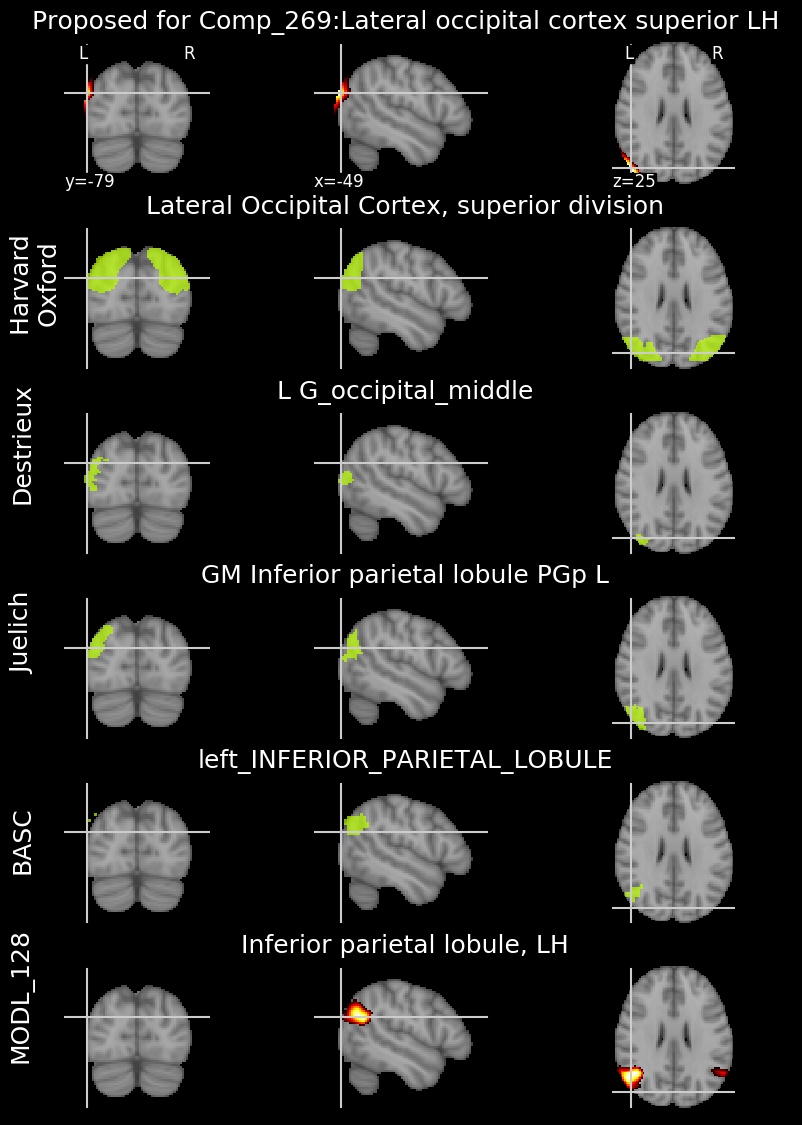 Proposed for Comp_269:Lateral occipital cortex superior LH
L R
L R
y=-79
x=-49
z=25
Lateral Occipital Cortex, superior division
Harvard
Oxford
L G_occipital_middle
Destrieux
GM Inferior parietal lobule PGp L
Juelich
left_INFERIOR_PARIETAL_LOBULE
BASC
Inferior parietal lobule, LH
MODL_128